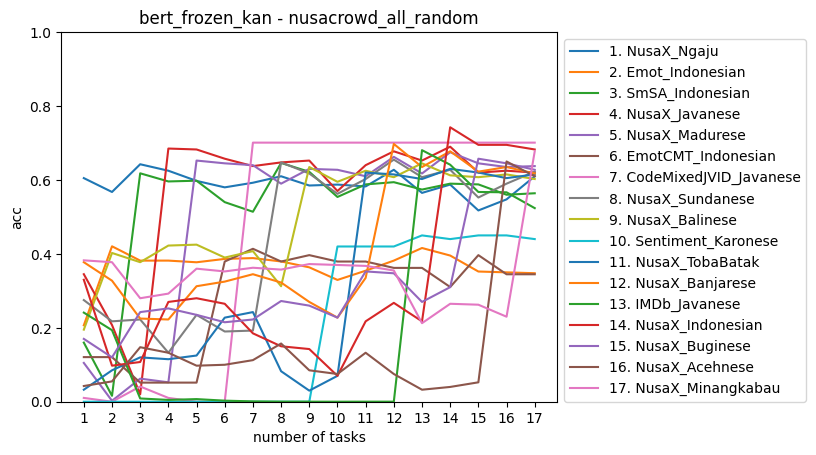 bert_frozen_kan - nusacrowd_all_random
1.0
0.8
0.6
0.4
0.2
0.0
acc
1 2 3 4 5 6 7 8 9 10 11 12 13 14 15 16 17
number of tasks
1. NusaX_Ngaju
2. Emot_Indonesian
3. SmSA_Indonesian
4. NusaX_Javanese
5. NusaX_Madurese
6. EmotCMT_Indonesian
7. CodeMixedJVID_Javanese
8. NusaX_Sundanese
9. NusaX_Balinese
10. Sentiment_Karonese
11. NusaX_TobaBatak
12. NusaX_Banjarese
13. IMDb_Javanese
14. NusaX_Indonesian
15. NusaX_Buginese
16. NusaX_Acehnese
17. NusaX_Minangkabau